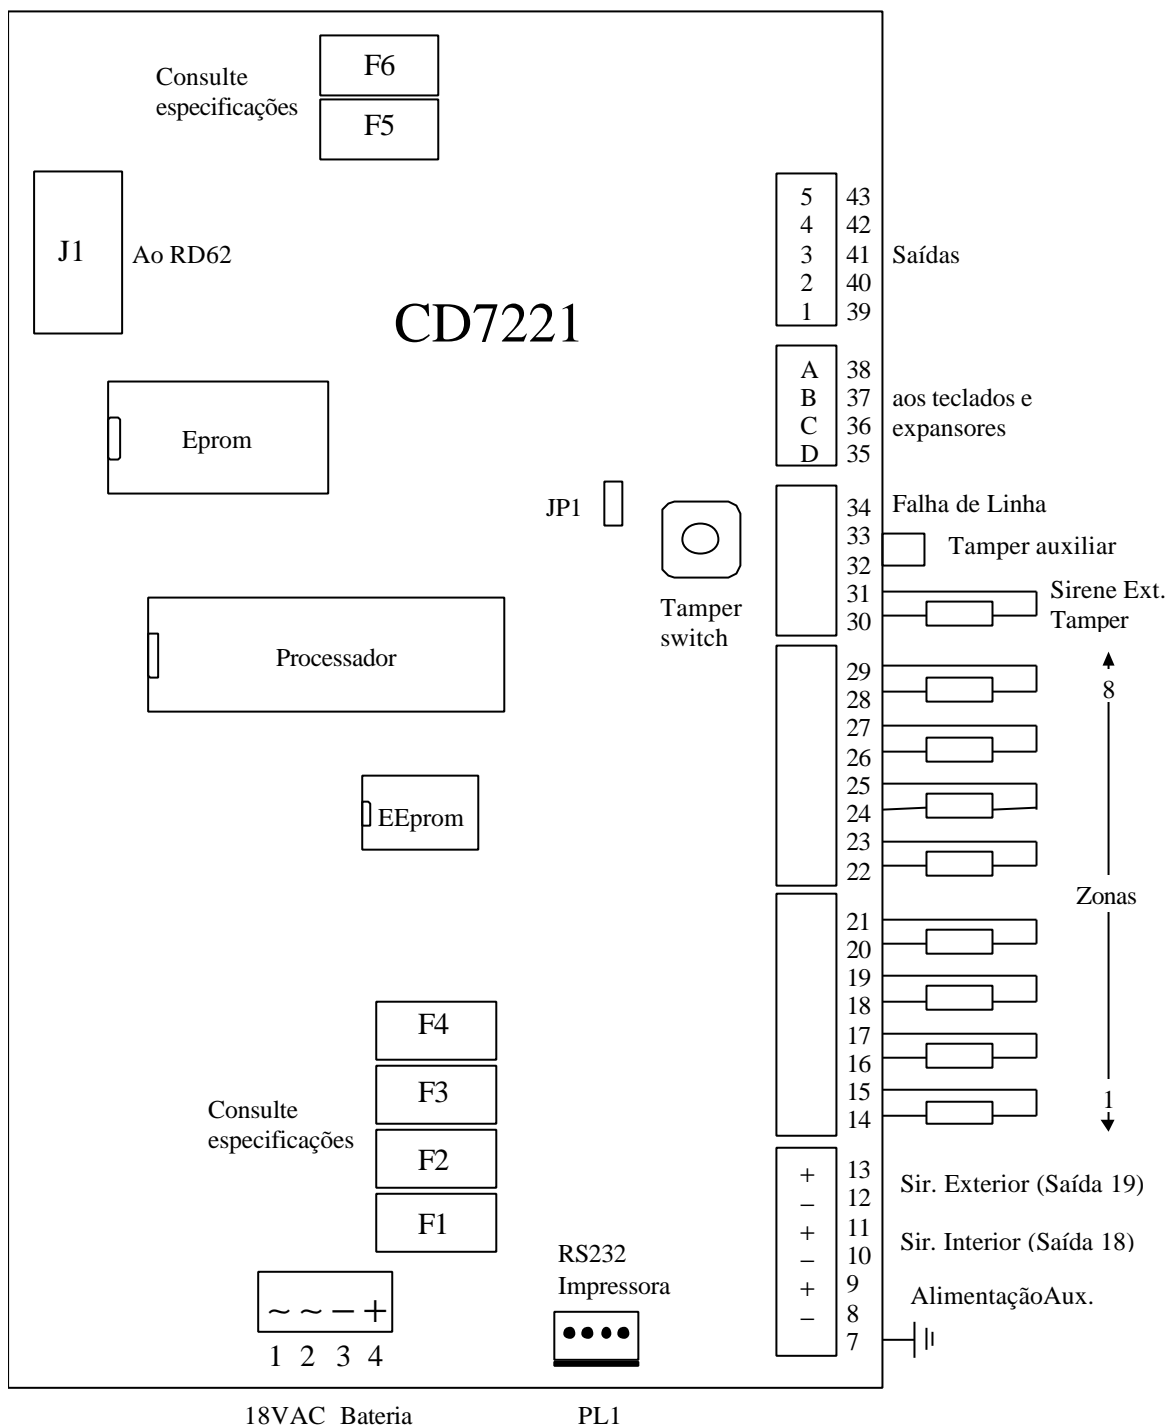 F6
Consulte
especificações
F5
5 43
4 42
J1
Ao RD62
3 41 Saídas
2 40
1 39
CD7221
A 38
B 37 aos teclados e
C 36 expansores
D 35
Eprom
JP1
34 Falha de Linha
33
Tamper auxiliar
32
31 Sirene Ext.
30 Tamper
Tamper
switch
Processador
29
8
28
27
26
25
24
EEprom
23
22
Zonas
21
20
19
18
17
16
15
1
14
F4
F3
Consulte
especificações
F2
F1
+ 13
Sir. Exterior (Saída 19)
– 12
+ 11
Sir. Interior (Saída 18)
– 10
+ 9
AlimentaçãoAux.
– 8
7
RS232
Impressora
~ ~ – +
1 2 3 4
18VAC Bateria
PL1